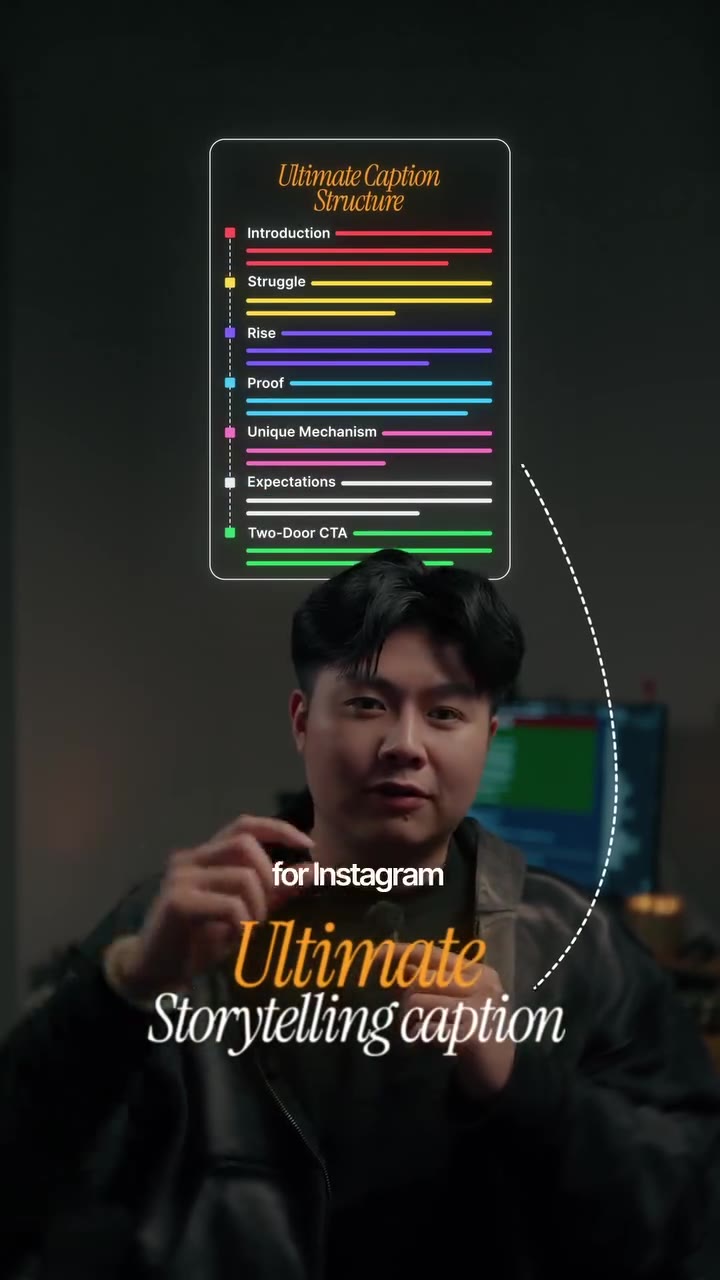 Ultimate Caption
Structure
Introduction
Struggle
Rise
Proof
Unique Mechanism
Expectations
Two-Door CTA
for Instagram
Ultimate
Storytelling caption